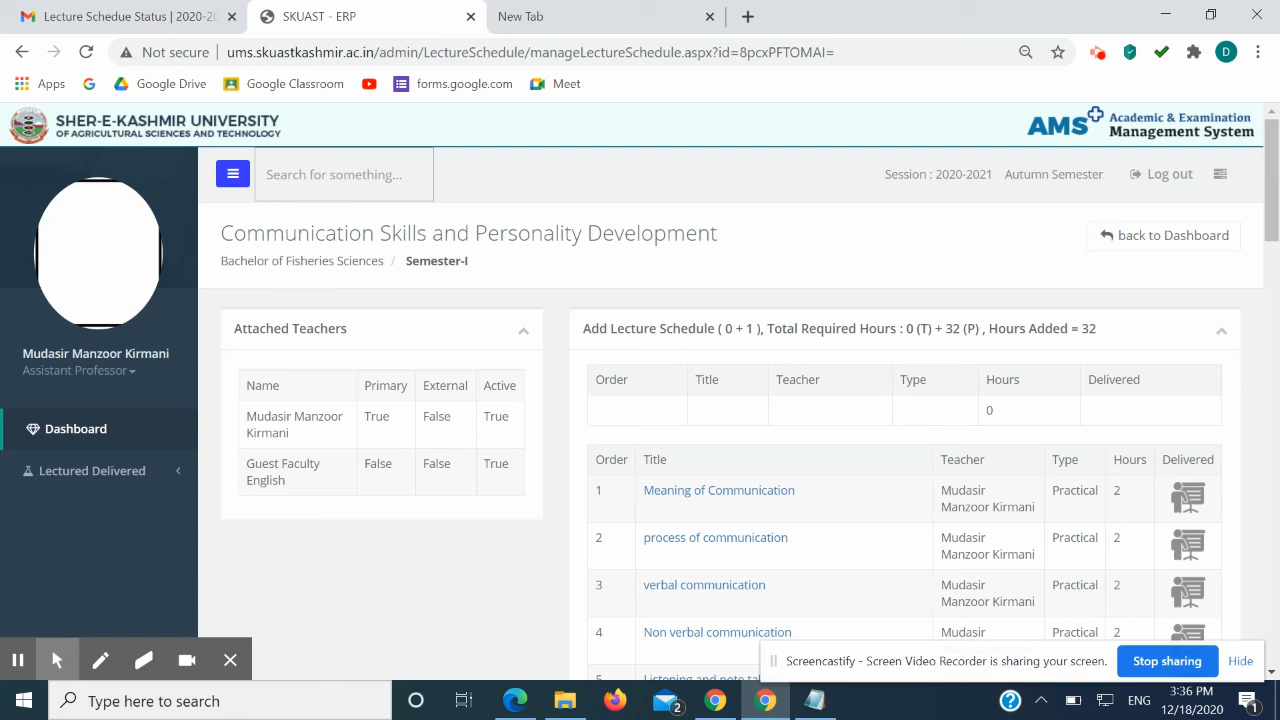 Lecture Schedue Status | 2020-20
SKUAST - ERP
New Tab
Not secure
ums.skuastkashmir.ac.in/admin/LectureSchedule/manageLectureSchedule.aspx?id=8pcxPFTOMAI=
D
Apps
Google Drive
Google Classroom
forms.google.com
Meet
SHER-E-KASHMIR UNIVERSITY
OF AGRICULTURAL SCIENCES AND TECHNOLOGY
AMS
Academic & Examination
Management System
Search for something...
Session : 2020-2021
Autumn Semester
Log out
Communication Skills and Personality Development
back to Dashboard
Bachelor of Fisheries Sciences / Semester-I
Mudasir Manzoor Kirmani
Assistant Professor
Dashboard
Lectured Delivered
Attached Teachers
Name Primary External Active
Mudasir Manzoor Kirmani True False True
Guest Faculty English False False True
Add Lecture Schedule ( 0 + 1 ), Total Required Hours : 0 (T) + 32 (P) , Hours Added = 32
Order Title Teacher Type Hours Delivered
0
Order Title Teacher Type Hours Delivered
1 Meaning of Communication Mudasir Manzoor Kirmani Practical 2
2 process of communication Mudasir Manzoor Kirmani Practical 2
3 verbal communication Mudasir Manzoor Kirmani Practical 2
4 Non verbal communication Mudasir Practical 2
Listening and note
Screencastify - Screen Video Recorder is sharing your screen.
Stop sharing
Hide
Type here to search
2
ENG
3:36 PM
12/18/2020
1